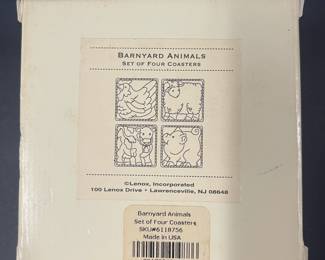 Barnyard Animals
Set of Four Coasters
©Lenox, Incorporated
100 Lenox Drive • Lawrenceville, NJ 08648
Barnyard Animals
Set of Four Coasters
SKU#6118756
Made in USA